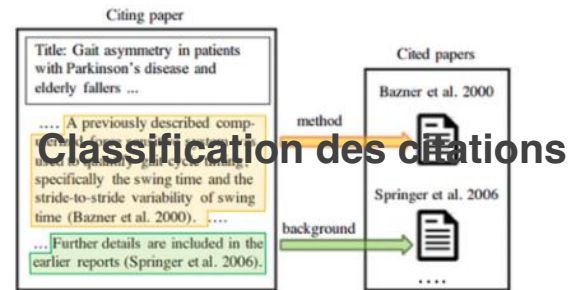 Citing paper
Title: Gait asymmetry in patients
with Parkinson's disease and
elderly fallers ...
.... A previously described comp-
Classification des citations
specifically the swing time and the
stride-to-stride variability of swing
time (Bazner et al. 2000). ....
... Further details are included in the
earlier reports (Springer et al. 2006).
method
background
Cited papers
Bazner et al. 2000
Springer et al. 2006
....